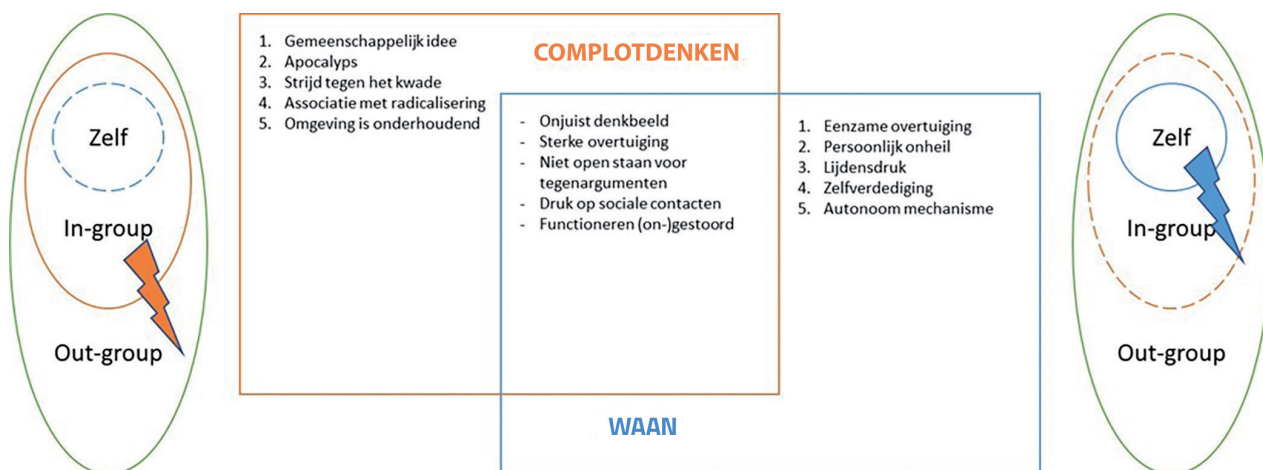 Zelf
In-group
Out-group
COMPLOTDENKEN
1. Gemeenschappelijk idee
2. Apocalyps
3. Strijd tegen het kwade
4. Associatie met radicalisering
5. Omgeving is onderhoudend
- Onjuist denkbeeld
- Sterke overtuiging
- Niet open staan voor
tegenargumenten
- Druk op sociale contacten
- Functioneren (on-)gestoord
1. Eenzame overtuiging
2. Persoonlijk onheil
3. Lijdensdruk
4. Zelfverdediging
5. Autonoom mechanisme
WAAN
Zelf
In-group
Out-group